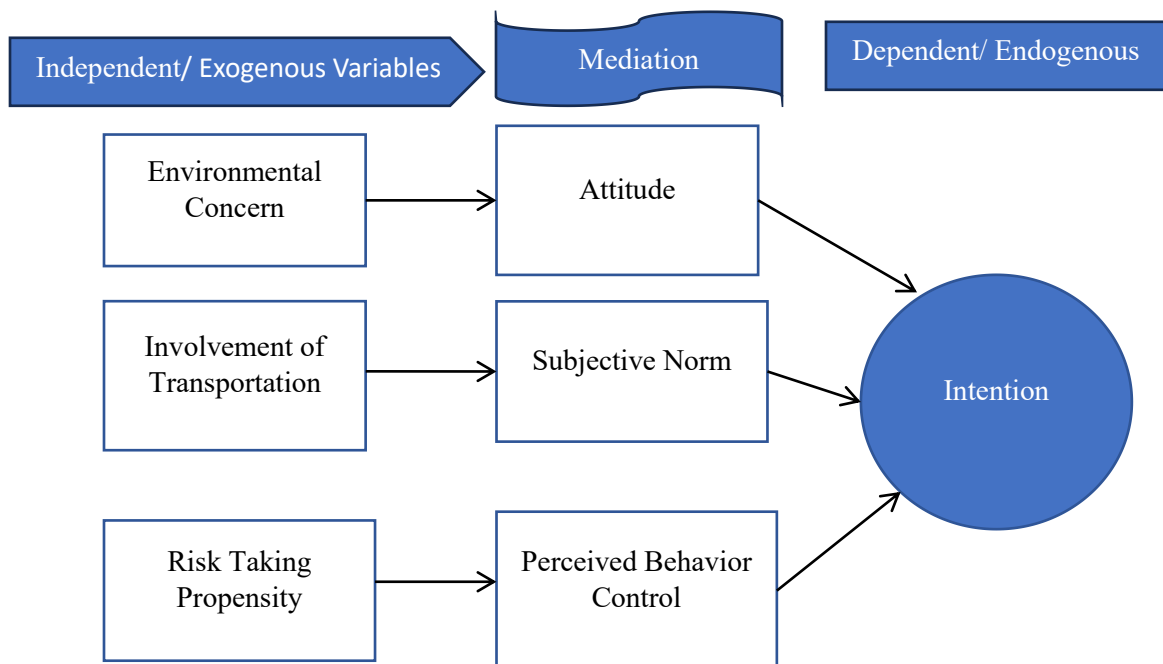 Independent/ Exogenous Variables
Mediation
Dependent/ Endogenous
Environmental
Concern
Attitude
Involvement of
Transportation
Subjective Norm
Intention
Risk Taking
Propensity
Perceived Behavior
Control